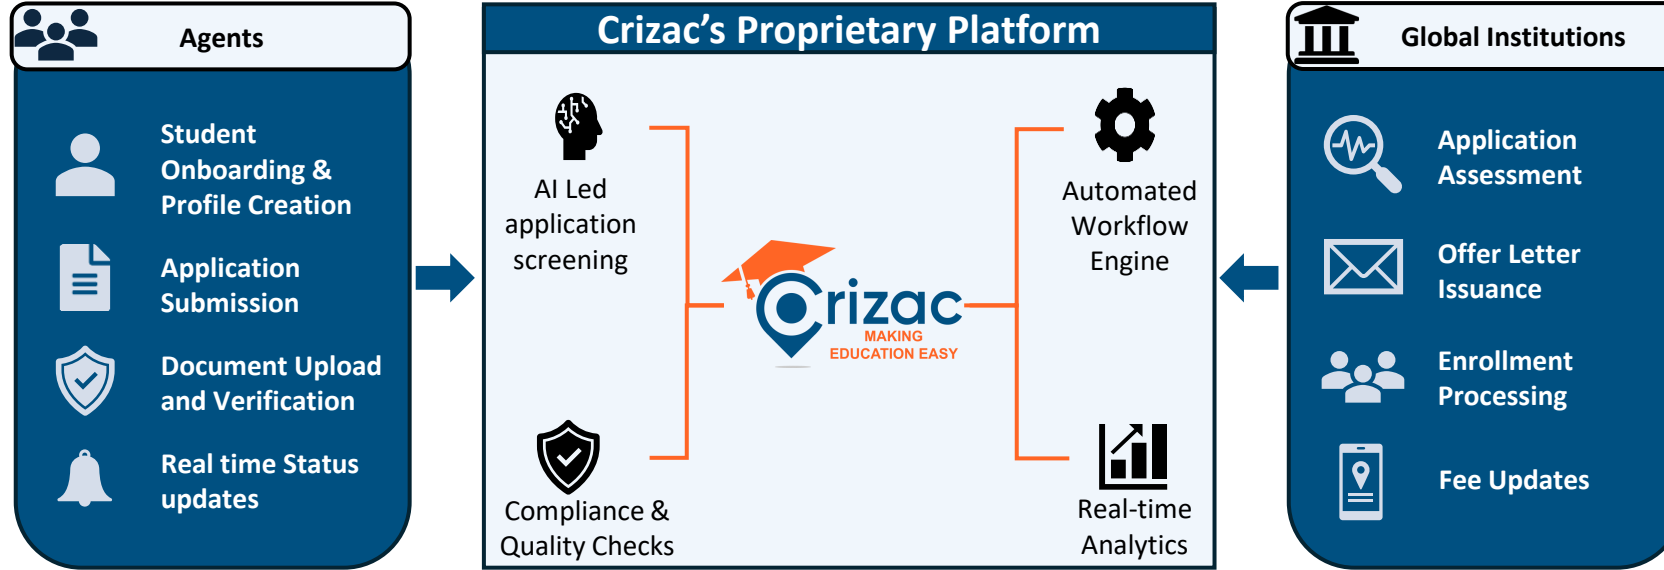 Agents
Student
Onboarding &
Profile Creation
Application
Submission
Document Upload
and Verification
Real time Status
updates
Crizac’s Proprietary Platform
AI Led
application
screening
Automated
Workflow
Engine
Crizac
MAKING
EDUCATION EASY
Compliance &
Quality Checks
Real-time
Analytics
Global Institutions
Application
Assessment
Offer Letter
Issuance
Enrollment
Processing
Fee Updates